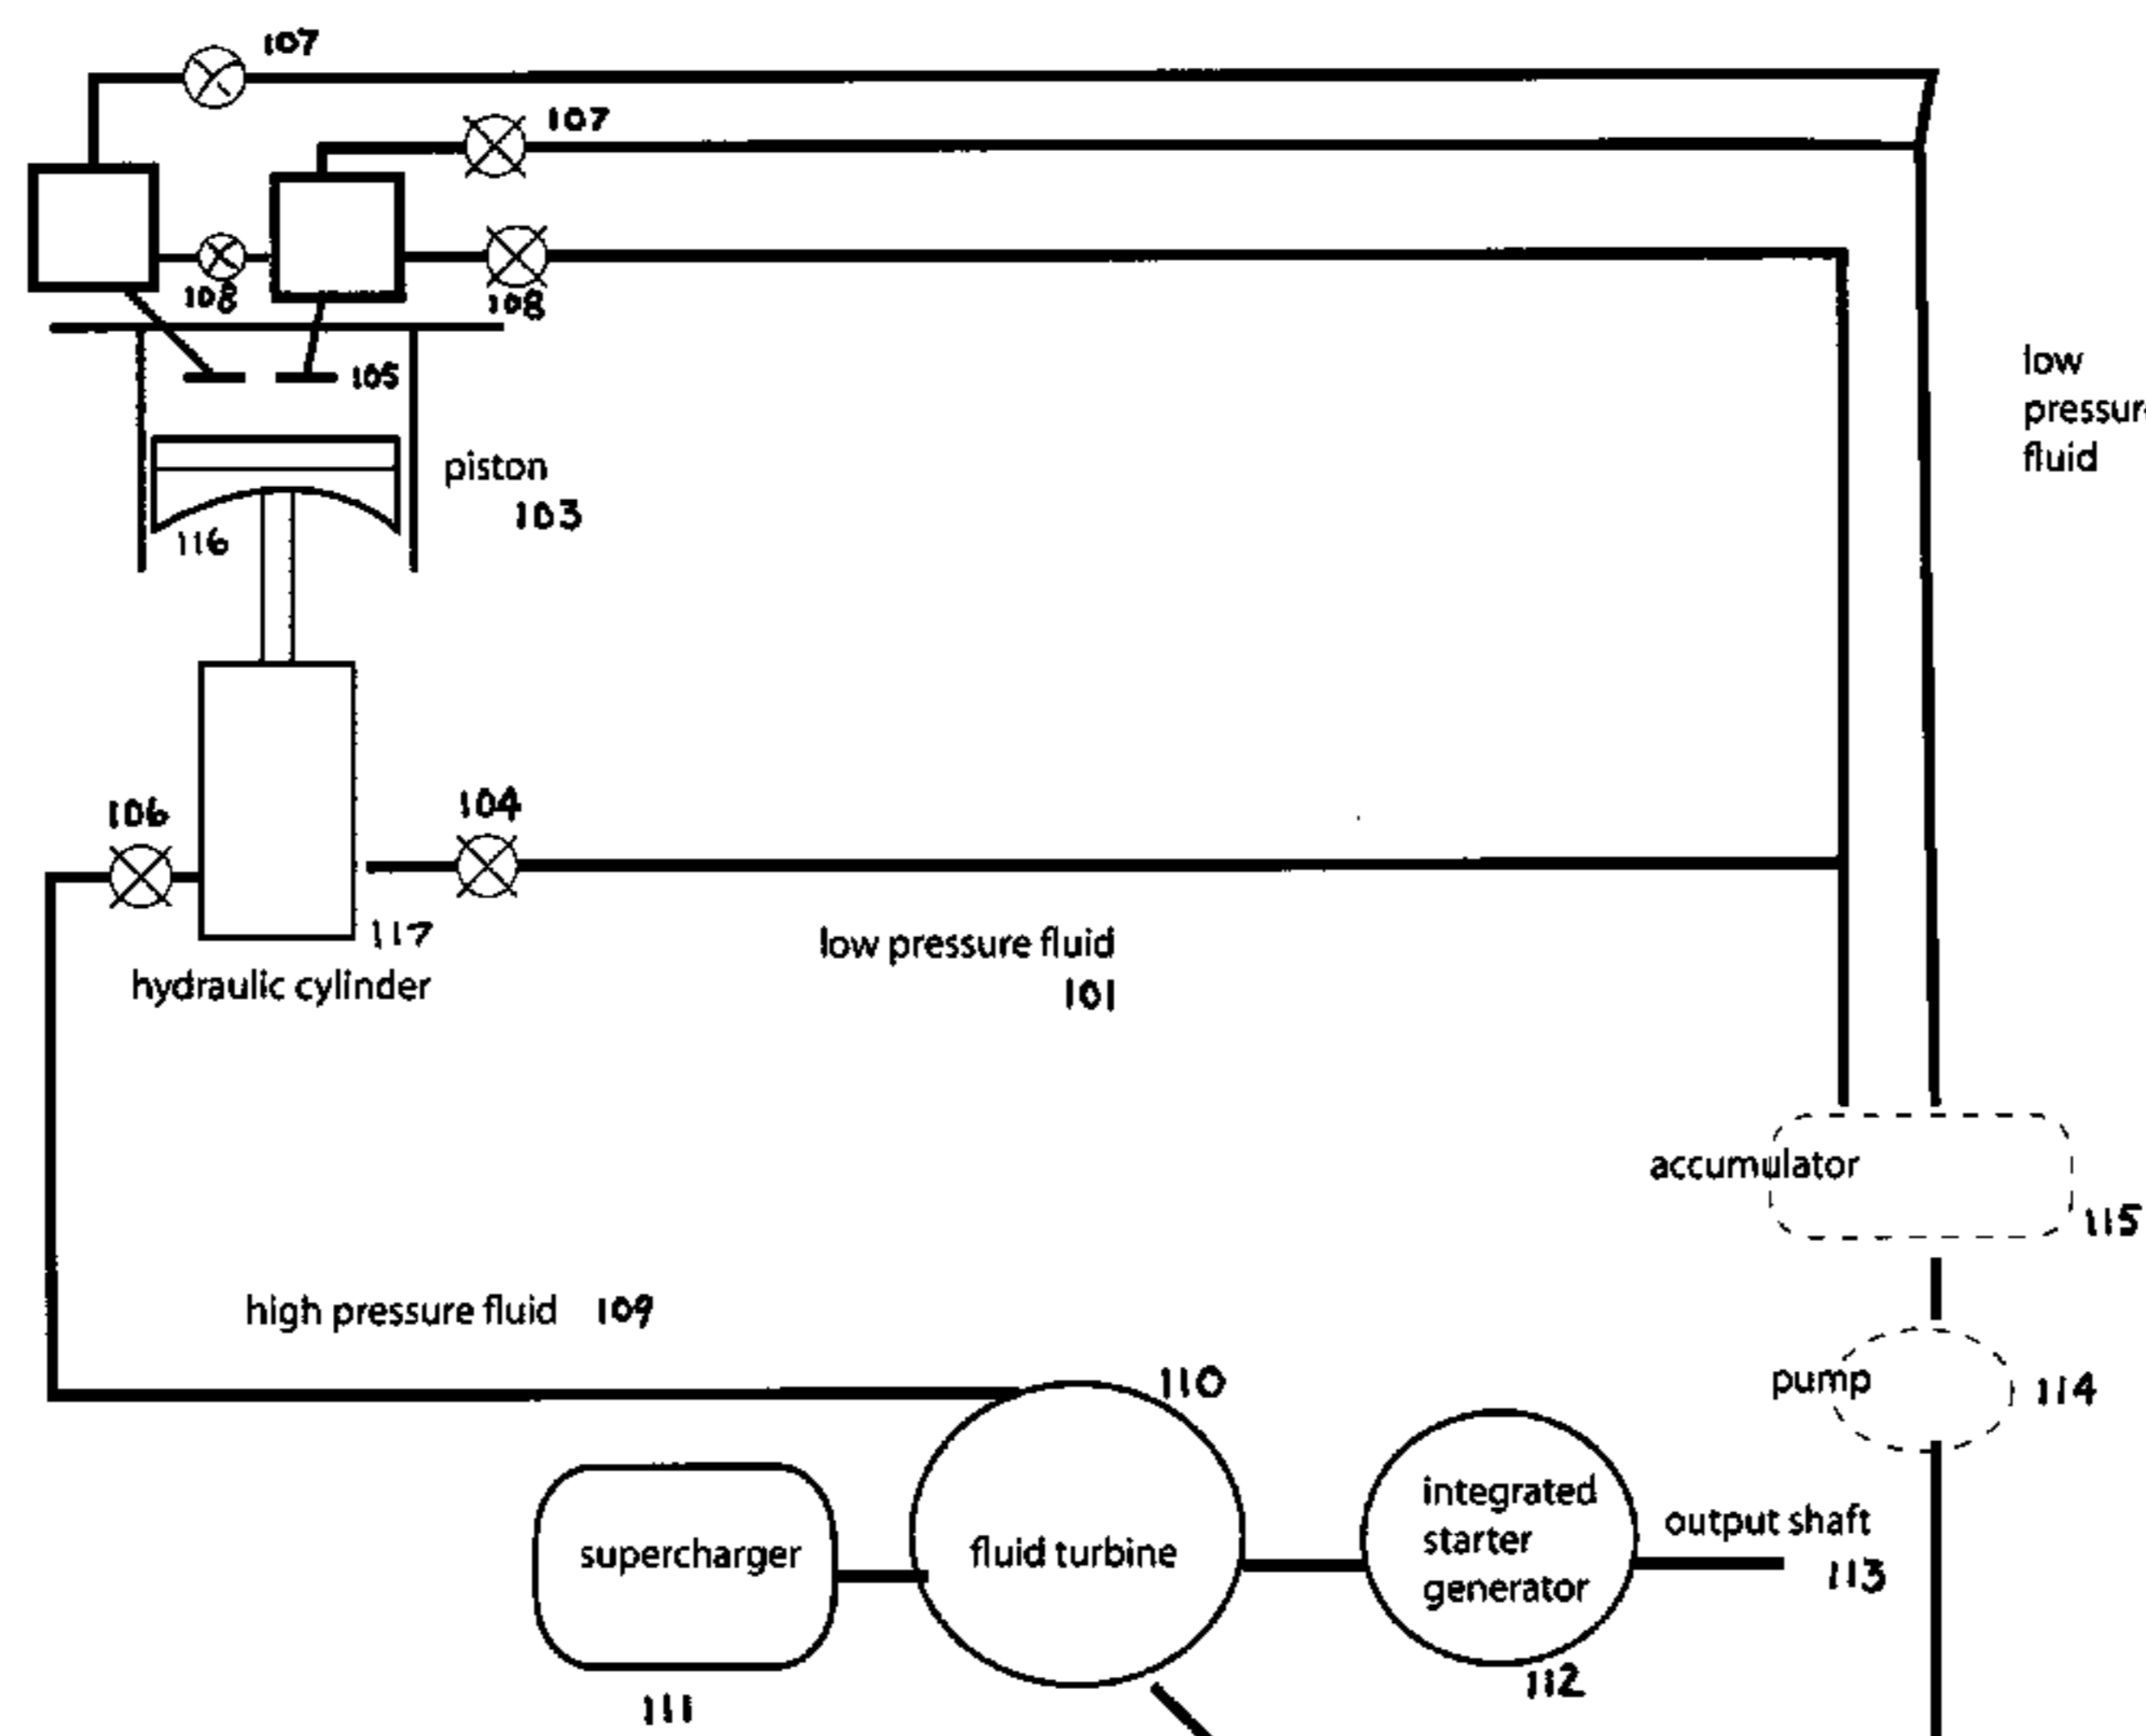 107
107
108
108
low
pressur
fluid
105
piston
103
116
104
106
117
low pressure fluid
hydraulic cylinder
101
accumulator
115
high pressure fluid 109
110
pump
114
integrated
starter
generator
output shaft
supercharger
fluid turbine
113
112
111